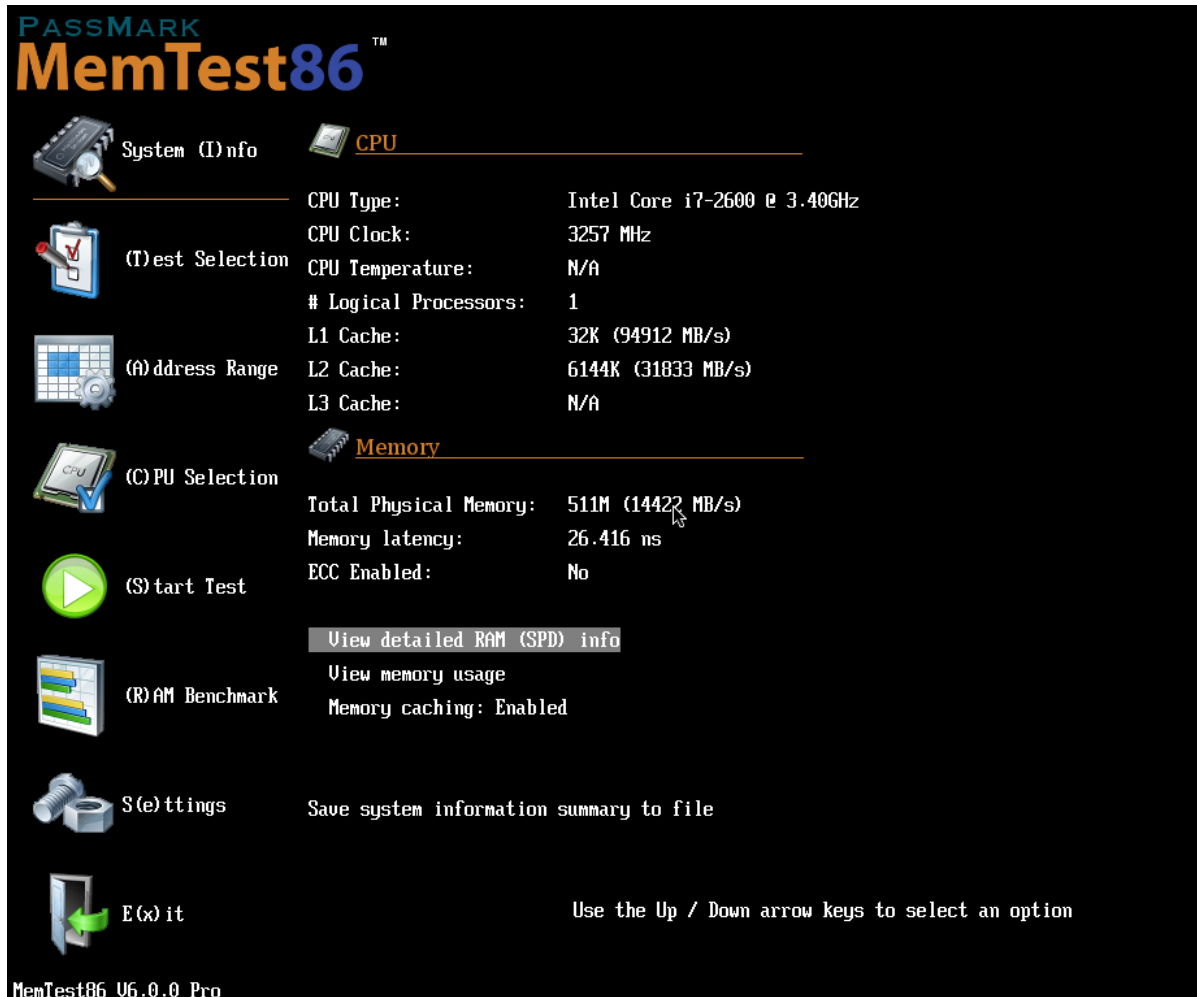 PASSMARK
MemTest86™
System (I)nfo
(T)est Selection
(A)ddress Range
(C)PU Selection
(S)tart Test
(R)AM Benchmark
S(e)ttings
E(x)it
CPU
CPU Type: Intel Core i7-2600 @ 3.40GHz
CPU Clock: 3257 MHz
CPU Temperature: N/A
# Logical Processors: 1
L1 Cache: 32K (94912 MB/s)
L2 Cache: 6144K (31833 MB/s)
L3 Cache: N/A
Memory
Total Physical Memory: 511M (14422 MB/s)
Memory latency: 26.416 ns
ECC Enabled: No
View detailed RAM (SPD) info
View memory usage
Memory caching: Enabled
Save system information summary to file
Use the Up / Down arrow keys to select an option
MemTest86 V6.0.0 Pro